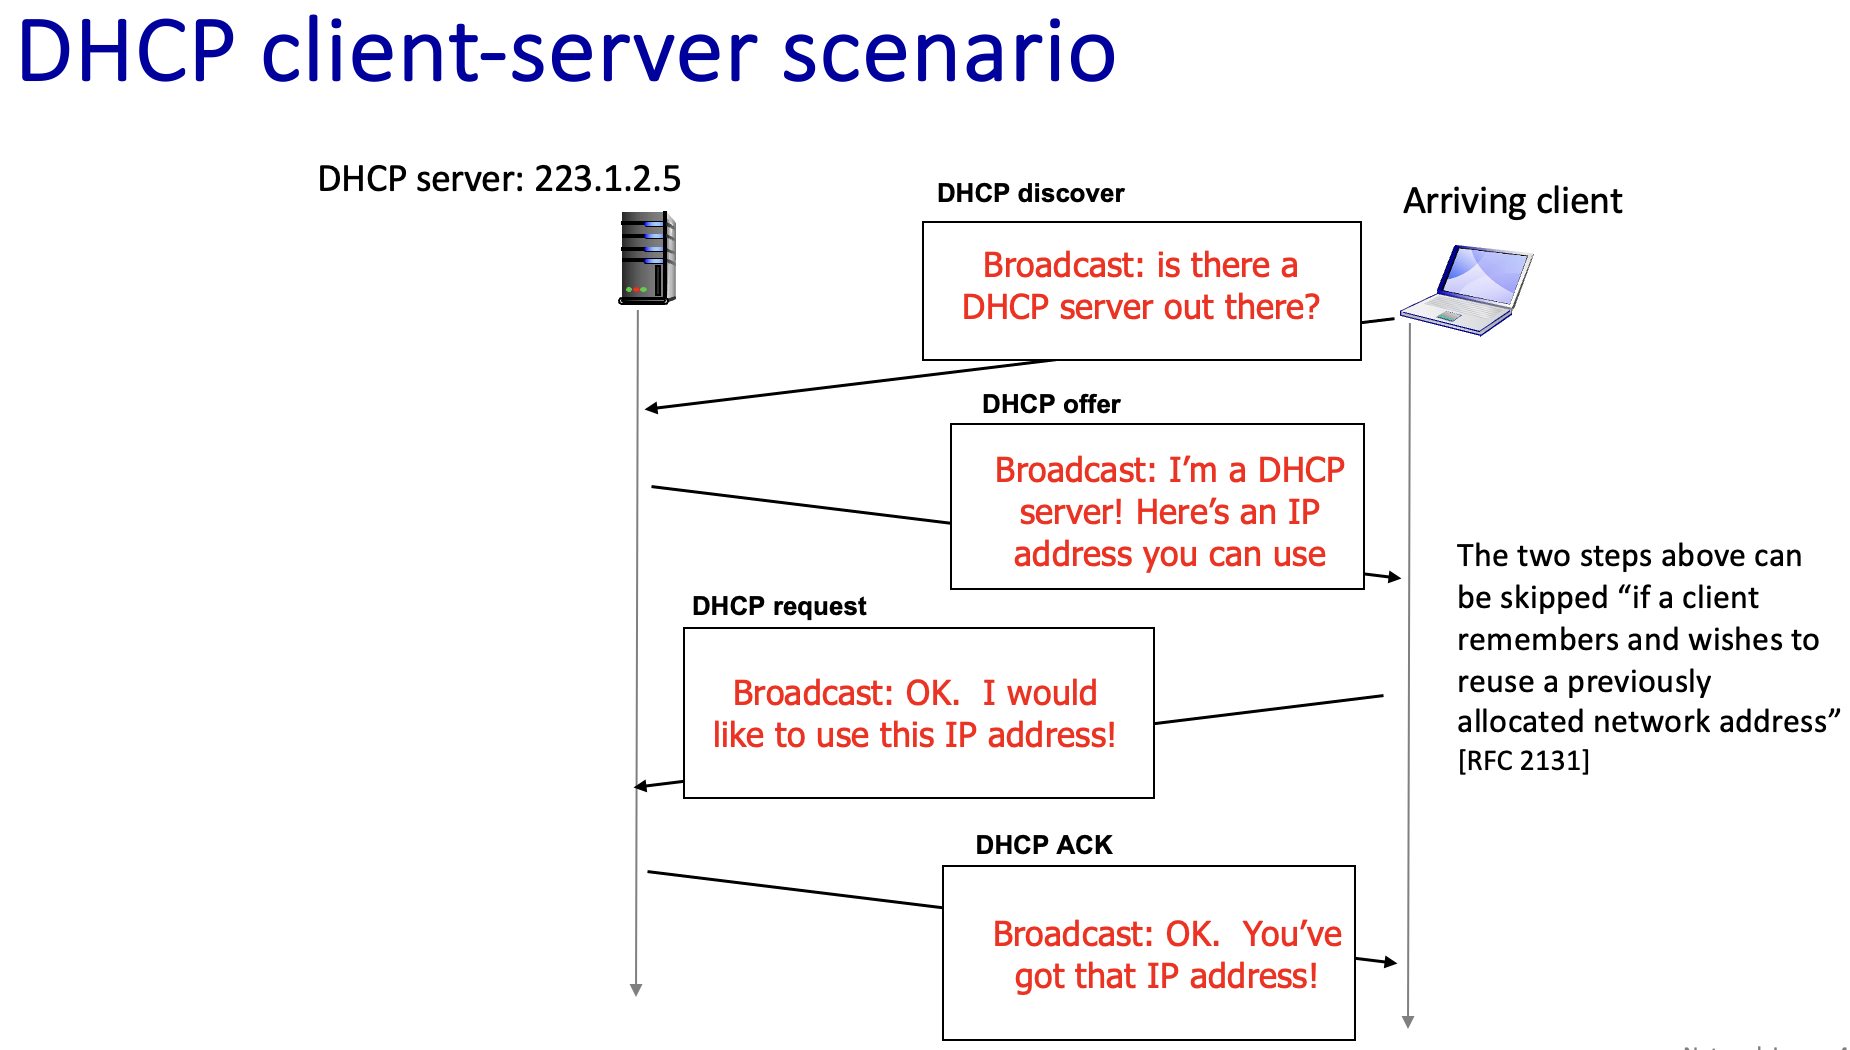 DHCP client-server scenario
DHCP server: 223.1.2.5
DHCP discover
Arriving client
Broadcast: is there a
DHCP server out there?
DHCP offer
Broadcast: I’m a DHCP
server! Here’s an IP
address you can use
The two steps above can
be skipped “if a client
remembers and wishes to
reuse a previously
allocated network address”
[RFC 2131]
DHCP request
Broadcast: OK.  I would
like to use this IP address!
DHCP ACK
Broadcast: OK.  You’ve
got that IP address!